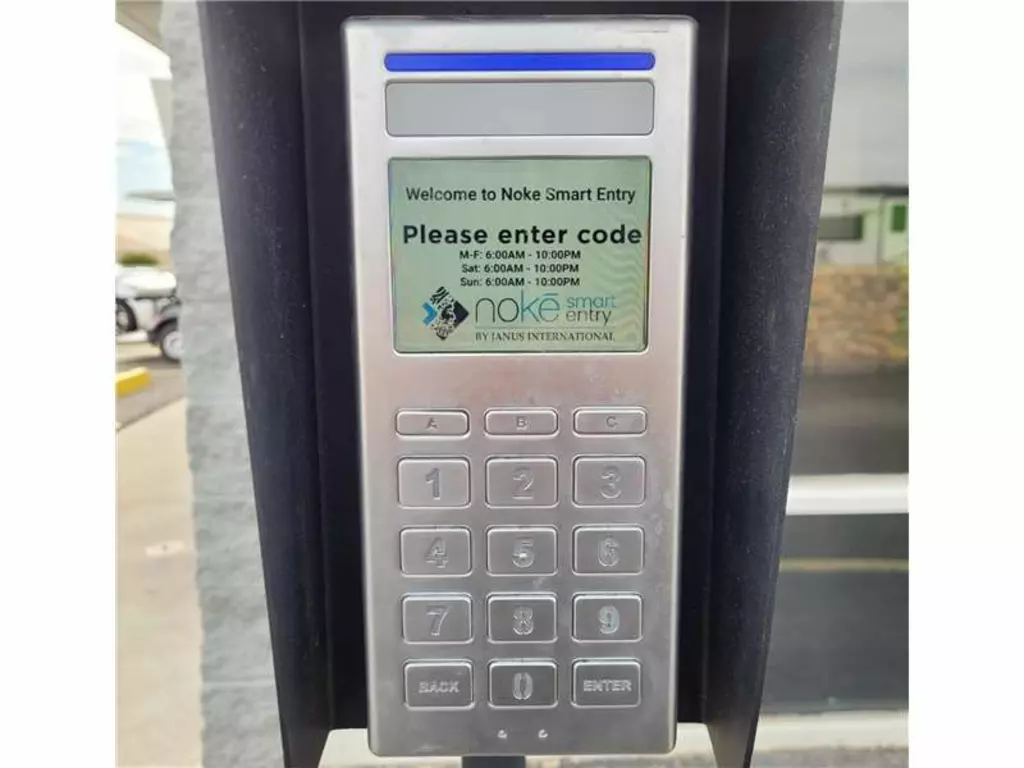 Welcome to Noke Smart Entry
Please enter code
M-F: 6:00AM - 10:00PM
Sat: 6:00AM - 10:00PM
Sun: 6:00AM - 10:00PM
nokē smart entry
BY JANUS INTERNATIONAL
A B C
1 2 3
4 5 6
7 8 9
BACK 0 ENTER